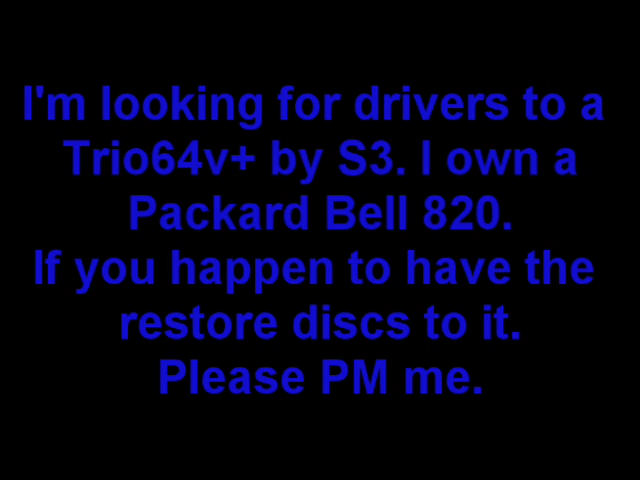 I'm looking for drivers to a
Trio64v+ by S3. I own a
Packard Bell 820.
If you happen to have the
restore discs to it.
Please PM me.